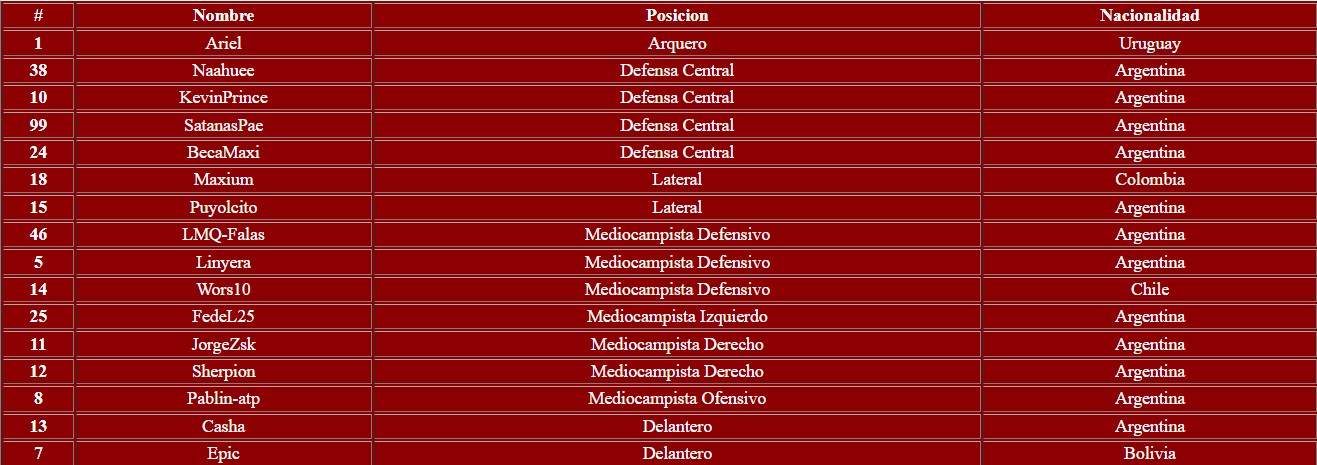 # Nombre Posicion Nacionalidad
1 Ariel Arquero Uruguay
38 Naahuee Defensa Central Argentina
10 KevinPrince Defensa Central Argentina
99 SatanasPae Defensa Central Argentina
24 BecaMaxi Defensa Central Argentina
18 Maxium Lateral Colombia
15 Puyolcito Lateral Argentina
46 LMQ-Falas Mediocampista Defensivo Argentina
5 Linyera Mediocampista Defensivo Argentina
14 Wors10 Mediocampista Defensivo Chile
25 FedeL25 Mediocampista Izquierdo Argentina
11 JorgeZsk Mediocampista Derecho Argentina
12 Sherpion Mediocampista Derecho Argentina
8 Pablin-atp Mediocampista Ofensivo Argentina
13 Casha Delantero Argentina
7 Epic Delantero Bolivia